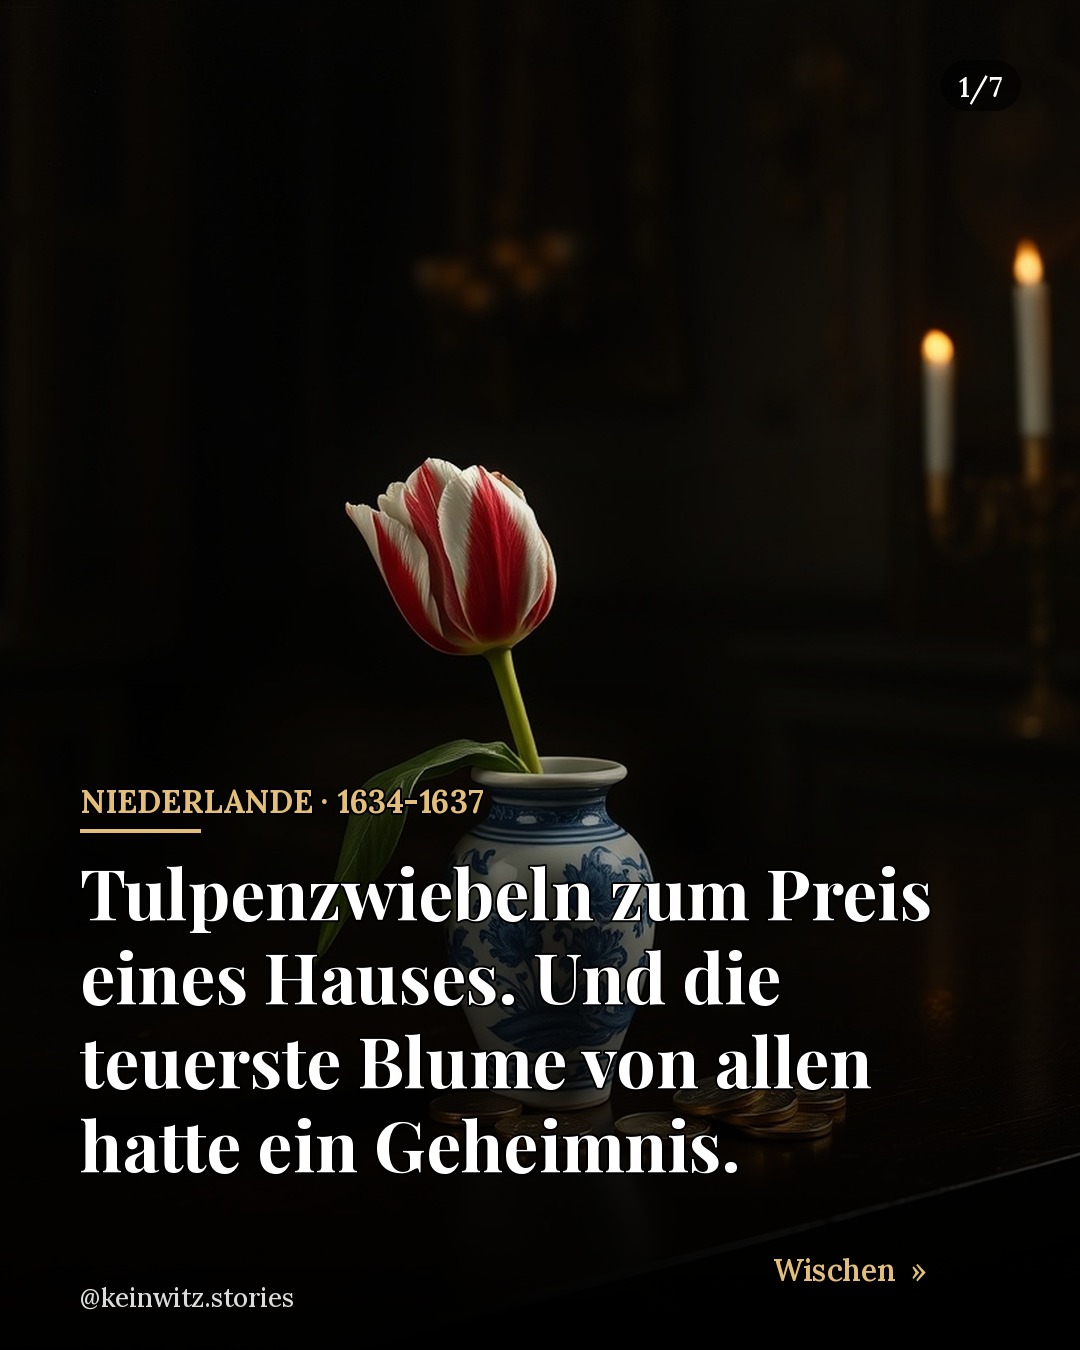 1/7
NIEDERLANDE · 1634–1637
Tulpenzwiebeln zum Preis
eines Hauses. Und die
teuerste Blume von allen
hatte ein Geheimnis.
Wischen »
@keinwitz.stories